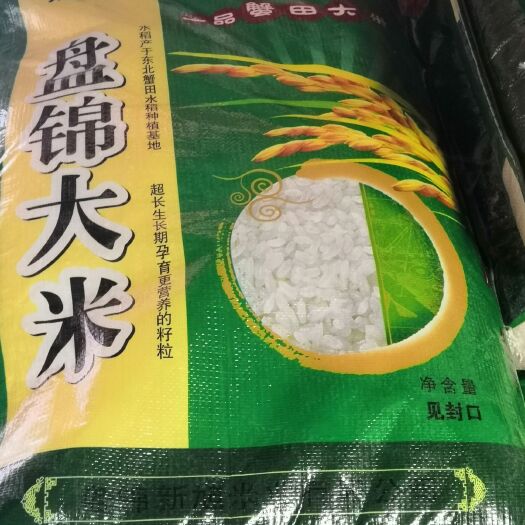 品蟹田大
盘锦大米
水稻产于东北蟹田水稻种植基地
超长生长期孕育更营养的籽粒
净含量
见封口